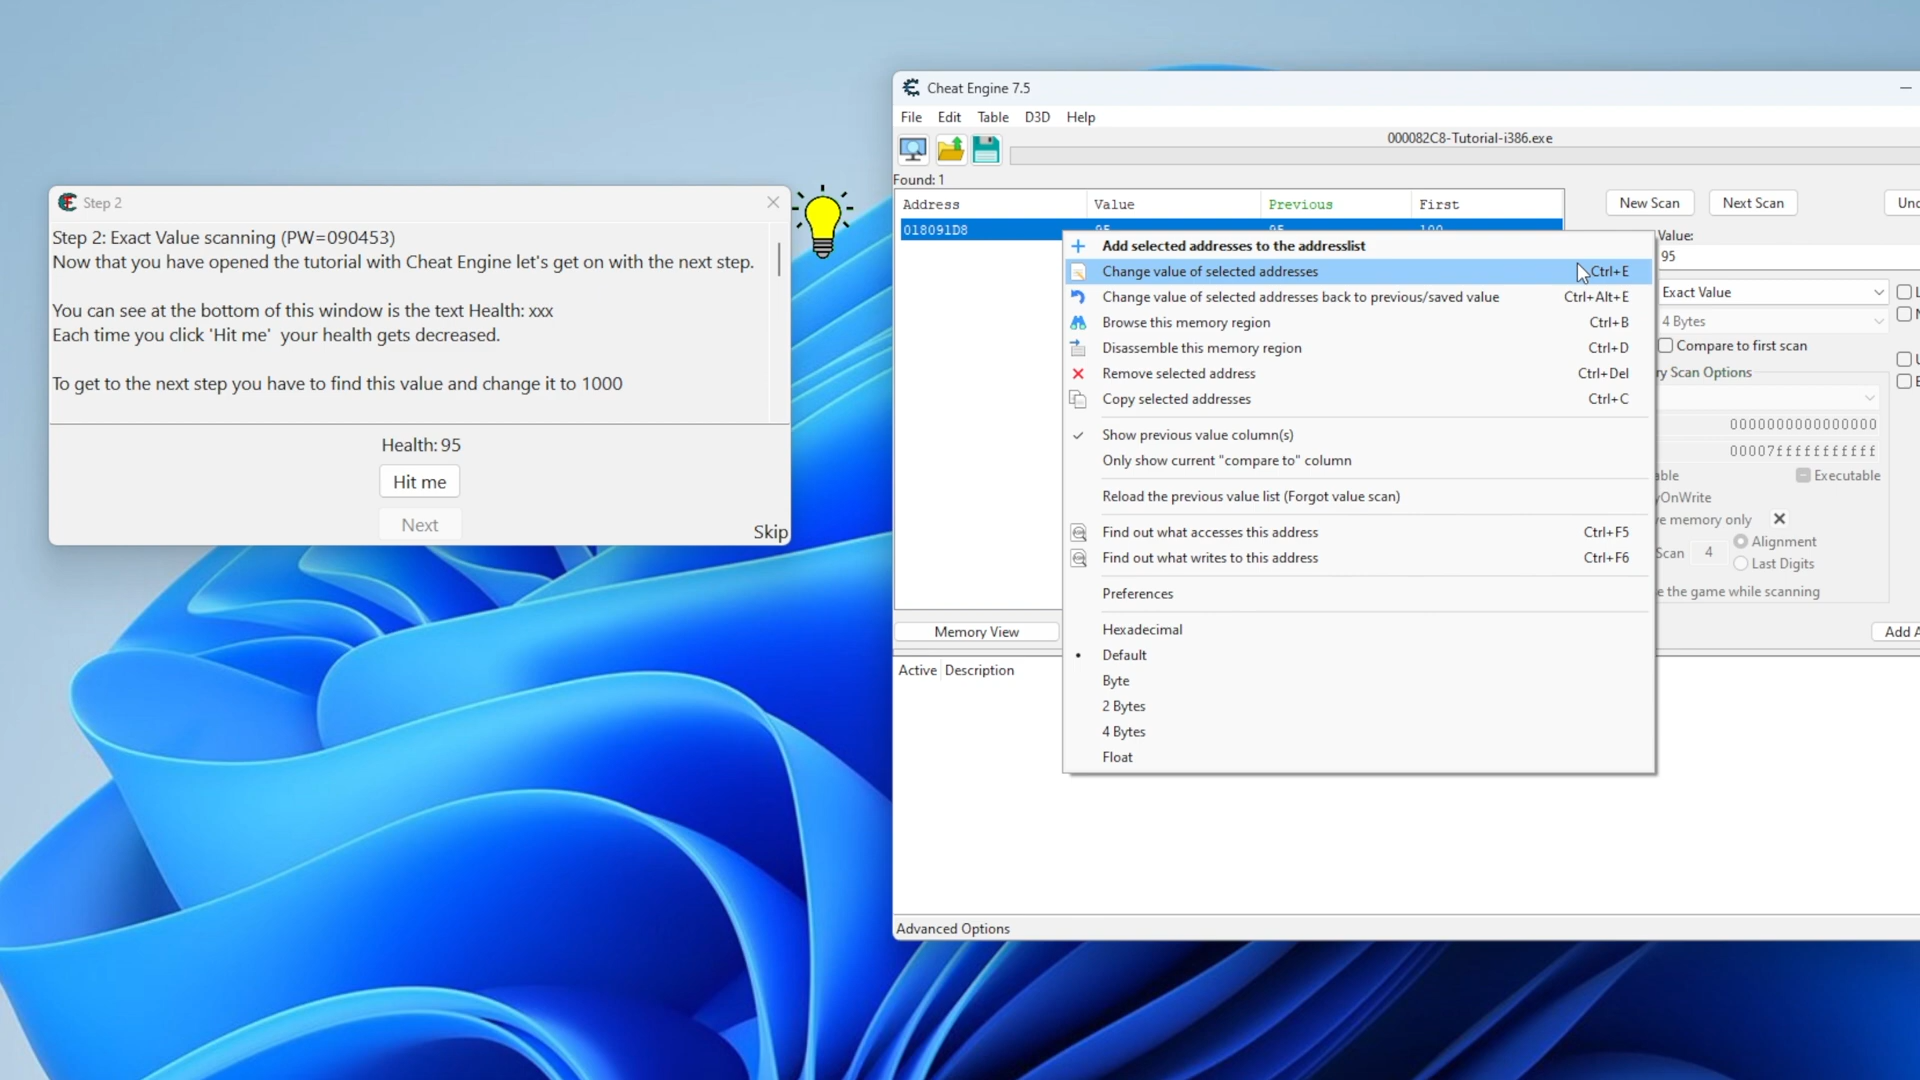 Step 2
Step 2: Exact Value scanning (PW=090453)
Now that you have opened the tutorial with Cheat Engine let's get on with the next step.
You can see at the bottom of this window is the text Health: xxx
Each time you click 'Hit me'  your health gets decreased.
To get to the next step you have to find this value and change it to 1000
Health: 95
Hit me
Next
Skip
Cheat Engine 7.5
File Edit Table D3D Help
000082C8-Tutorial-i386.exe
Found: 1
Address Value Previous First
018091D8
New Scan Next Scan
Value:
95
Exact Value
4 Bytes
Compare to first scan
Scan Options
0000000000000000
00007fffffffffff
Executable
memory only
Scan 4 Alignment
Last Digits
the game while scanning
Add selected addresses to the addresslist
Change value of selected addresses Ctrl+E
Change value of selected addresses back to previous/saved value Ctrl+Alt+E
Browse this memory region Ctrl+B
Disassemble this memory region Ctrl+D
Remove selected address Ctrl+Del
Copy selected addresses Ctrl+C
Show previous value column(s)
Only show current "compare to" column
Reload the previous value list (Forgot value scan)
Find out what accesses this address Ctrl+F5
Find out what writes to this address Ctrl+F6
Preferences
Hexadecimal
Default
Byte
2 Bytes
4 Bytes
Float
Memory View
Add
Active Description
Advanced Options